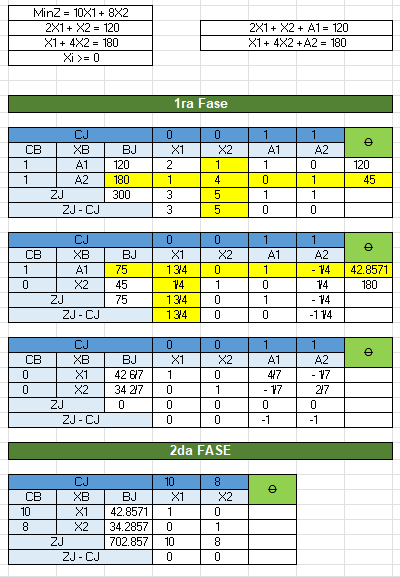 MinZ = 10X1 + 8X2
2X1 + X2 = 120
X1 + 4X2 = 180
Xi >= 0
2X1 + X2 + A1 = 120
X1 + 4X2 +A2 = 180
1ra Fase
CJ 0 0 1 1 Θ
CB XB BJ X1 X2 A1 A2
1 A1 120 2 1 1 0 120
1 A2 180 1 4 0 1 45
ZJ 300 3 5 1 1
ZJ - CJ 3 5 0 0
CJ 0 0 1 1 Θ
CB XB BJ X1 X2 A1 A2
1 A1 75 1 3/4 0 1 - 1/4 42.8571
0 X2 45 1/4 1 0 1/4 180
ZJ 75 1 3/4 0 1 - 1/4
ZJ - CJ 1 3/4 0 0 -1 1/4
CJ 0 0 1 1 Θ
CB XB BJ X1 X2 A1 A2
0 X1 42 6/7 1 0 4/7 - 1/7
0 X2 34 2/7 0 1 - 1/7 2/7
ZJ 0 0 0 0 0
ZJ - CJ 0 0 -1 -1
2da FASE
CJ 10 8 Θ
CB XB BJ X1 X2
10 X1 42.8571 1 0
8 X2 34.2857 0 1
ZJ 702.857 10 8
ZJ - CJ 0 0